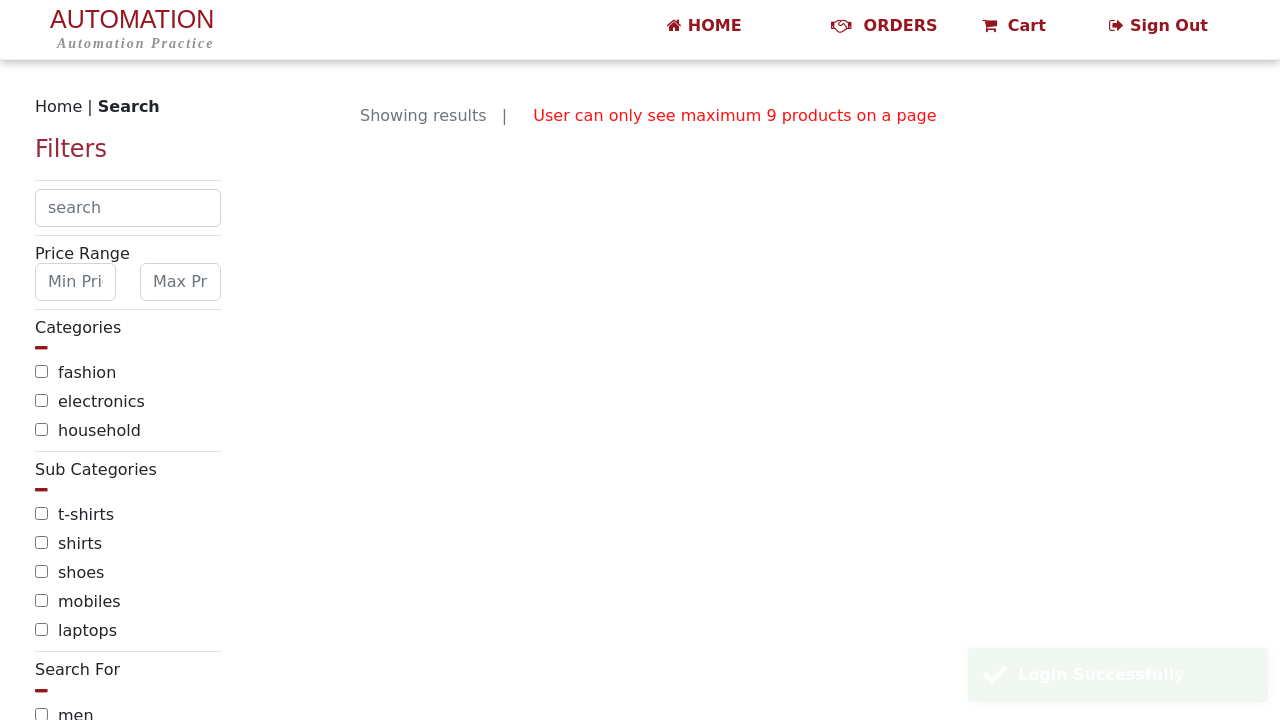 AUTOMATION
Automation Practice
HOME
ORDERS
Cart
Sign Out
Home | Search
Showing results | User can only see maximum 9 products on a page
Filters
search
Price Range
Min Pri
Max Pr
Categories
fashion
electronics
household
Sub Categories
t-shirts
shirts
shoes
mobiles
laptops
Search For
men
Login Successfully